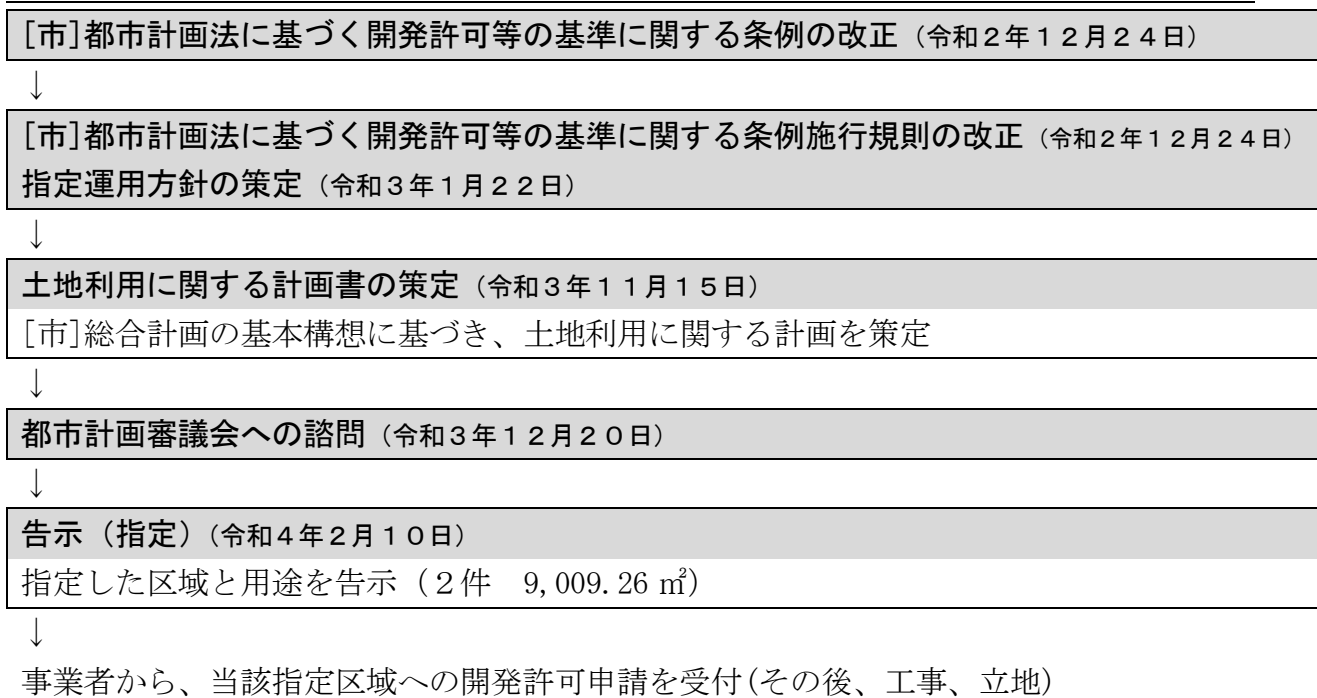 [市]都市計画法に基づく開発許可等の基準に関する条例の改正（令和２年１２月２４日）
↓
[市]都市計画法に基づく開発許可等の基準に関する条例施行規則の改正（令和２年１２月２４日）
指定運用方針の策定（令和３年１月２２日）
↓
土地利用に関する計画書の策定（令和３年１１月１５日）
[市]総合計画の基本構想に基づき、土地利用に関する計画を策定
↓
都市計画審議会への諮問（令和３年１２月２０日）
↓
告示（指定）（令和４年２月１０日）
指定した区域と用途を告示（２件　9,009.26 ㎡）
↓
事業者から、当該指定区域への開発許可申請を受付(その後、工事、立地)